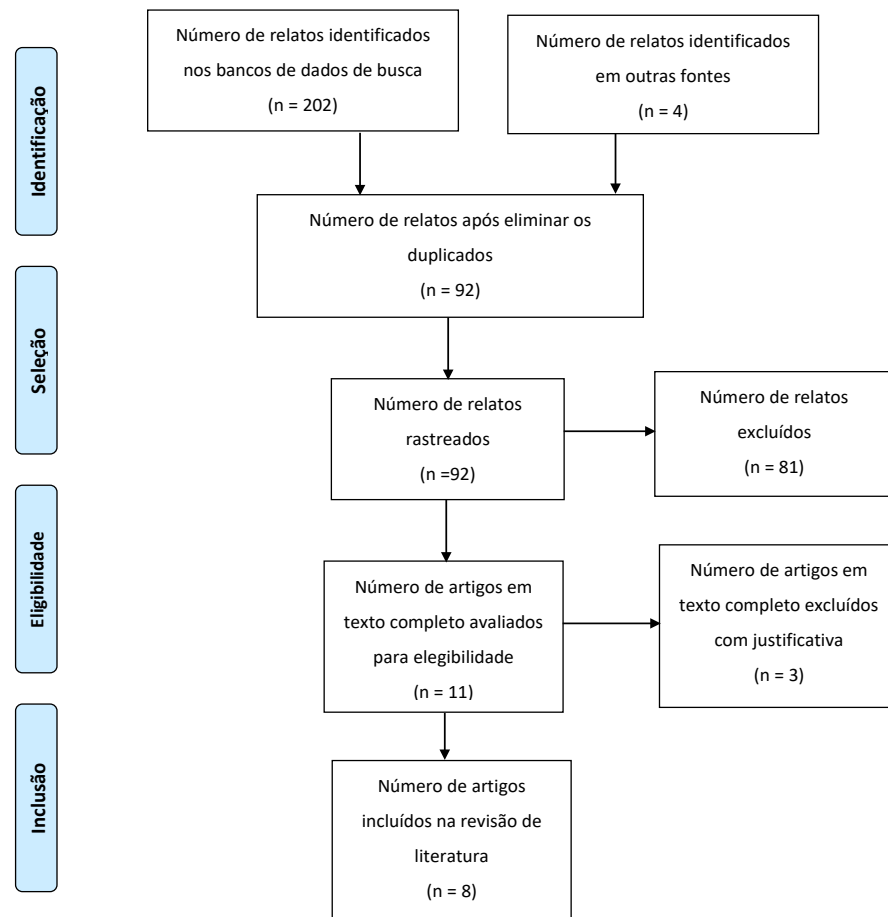 Identificação
Número de relatos identificados
nos bancos de dados de busca
(n = 202)
Número de relatos identificados
em outras fontes
(n = 4)
Número de relatos após eliminar os
duplicados
(n = 92)
Seleção
Número de relatos
rastreados
(n =92)
Número de relatos
excluídos
(n = 81)
Eligibilidade
Número de artigos em
texto completo avaliados
para elegibilidade
(n = 11)
Número de artigos em
texto completo excluídos
com justificativa
(n = 3)
Inclusão
Número de artigos
incluídos na revisão de
literatura
(n = 8)